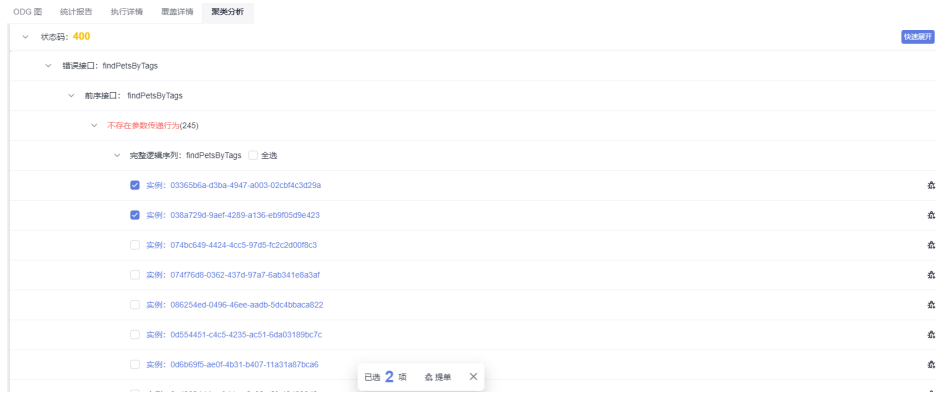 ODG 图 统计报告 执行详情 覆盖详情 聚类分析
状态码：400 快速展开
错误接口：findPetsByTags
前序接口： findPetsByTags
不存在参数传递行为(245)
完整逻辑序列：findPetsByTags 全选
实例：03365b6a-d3ba-4947-a003-02cbf4c3d29a
实例：038a729d-9aef-4289-a136-eb9f05d9e423
实例：074bc649-4424-4cc5-97d5-fc2c2d00f8c3
实例：074f76d8-0362-437d-97a7-6ab341e8a3af
实例：086254ed-0496-46ee-aadb-5dc4bbaca822
实例：0d554451-c4c5-4235-ac51-6da03189bc7c
实例：0d6b69f5-ae0f-4b31-b407-11a31a87bca6
已选 2 项 提单